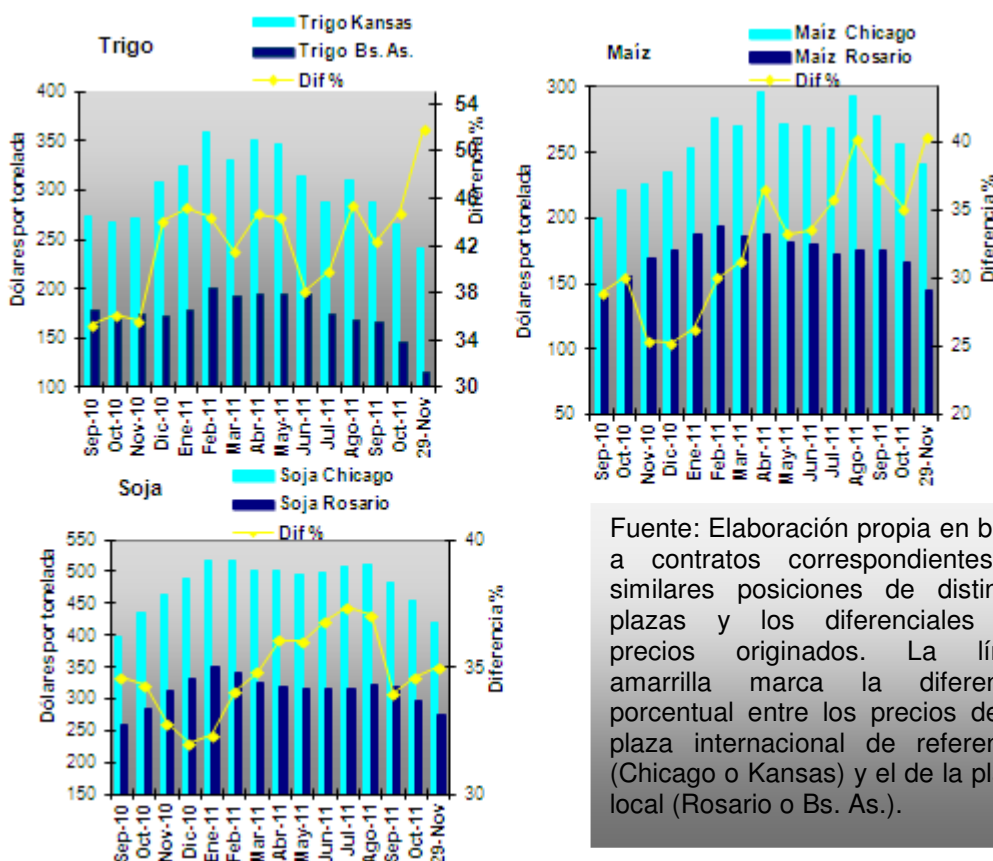 Trigo
Trigo Kansas
Trigo Bs. As.
Dif %
Dólares por tonelada
Diferencia %
400
350
300
250
200
150
100
54
50
46
42
38
34
30
Sep-10
Oct-10
Nov-10
Dic-10
Ene-11
Feb-11
Mar-11
Abr-11
May-11
Jun-11
Jul-11
Ago-11
Sep-11
Oct-11
29-Nov
Maíz
Maíz Chicago
Maíz Rosario
Dif %
Dólares por tonelada
Diferencia %
300
250
200
150
100
50
40
35
30
25
20
Sep-10
Oct-10
Nov-10
Dic-10
Ene-11
Feb-11
Mar-11
Abr-11
May-11
Jun-11
Jul-11
Ago-11
Sep-11
Oct-11
29-Nov
Soja
Soja Chicago
Soja Rosario
Dif %
Dólares por tonelada
Diferencia %
550
500
450
400
350
300
250
200
150
40
35
30
Sep-10
Oct-10
Nov-10
Dic-10
Ene-11
Feb-11
Mar-11
Abr-11
May-11
Jun-11
Jul-11
Ago-11
Sep-11
Oct-11
29-Nov
Fuente: Elaboración propia en b
a contratos correspondientes
similares posiciones de distin
plazas y los diferenciales
precios originados. La lí
amarrilla marca la diferen
porcentual entre los precios de
plaza internacional de referen
(Chicago o Kansas) y el de la pl
local (Rosario o Bs. As.).